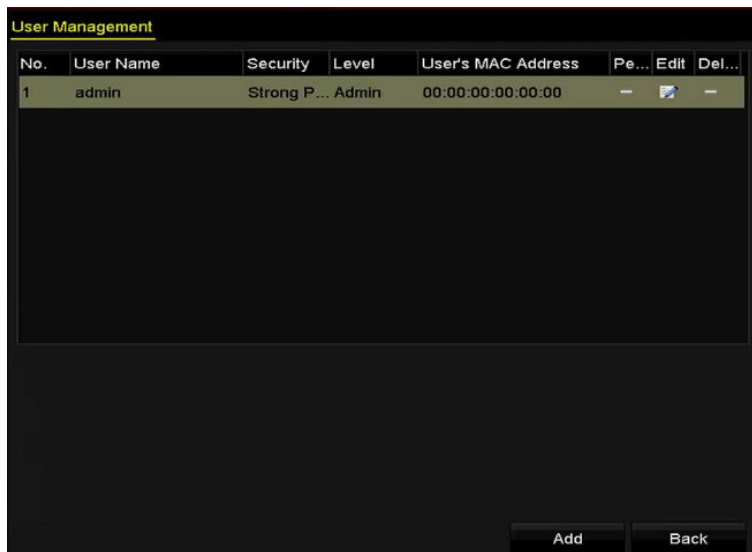 User Management
No. User Name Security Level User's MAC Address Pe... Edit Del...
1 admin Strong P... Admin 00:00:00:00:00:00 — —
Add Back